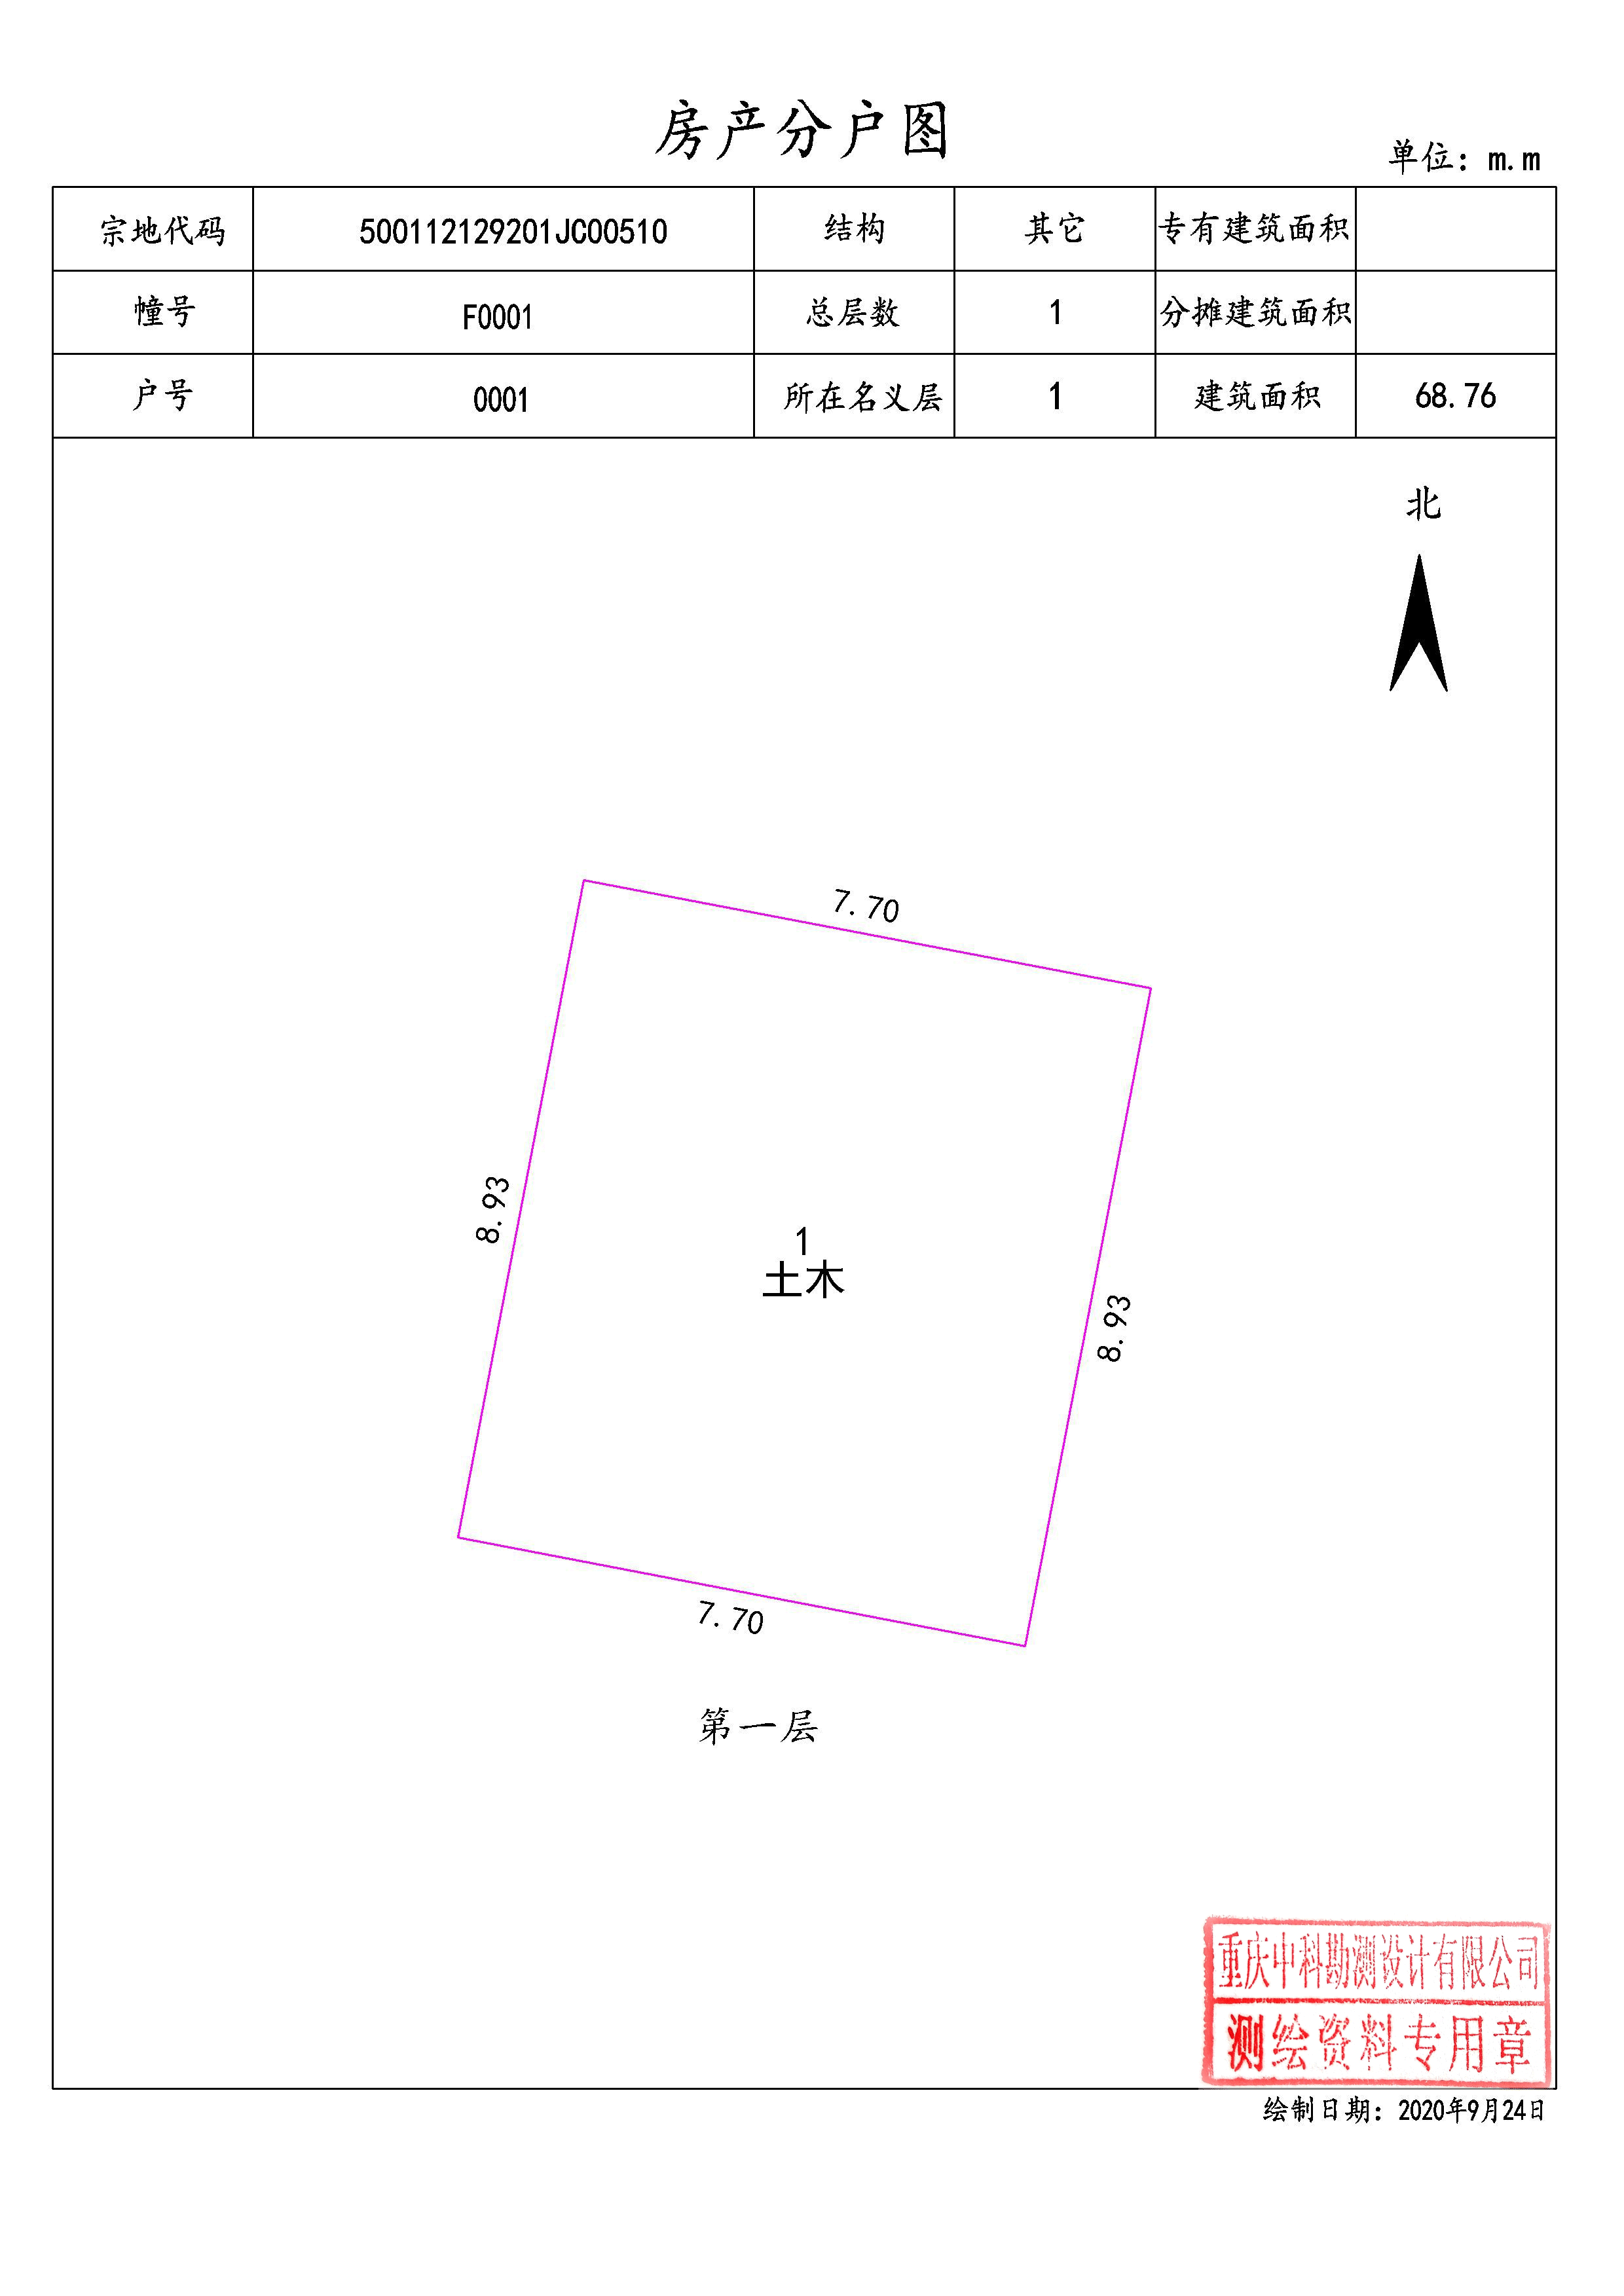 房产分户图
单位：m.m
宗地代码 500112129201JC00510 结构 其它 专有建筑面积
幢号 F0001 总层数 1 分摊建筑面积
户号 0001 所在名义层 1 建筑面积 68.76
北
7.70
8.93
1
土木
8.93
7.70
第一层
重庆中科勘测设计有限公司
测绘资料专用章
绘制日期：2020年9月24日